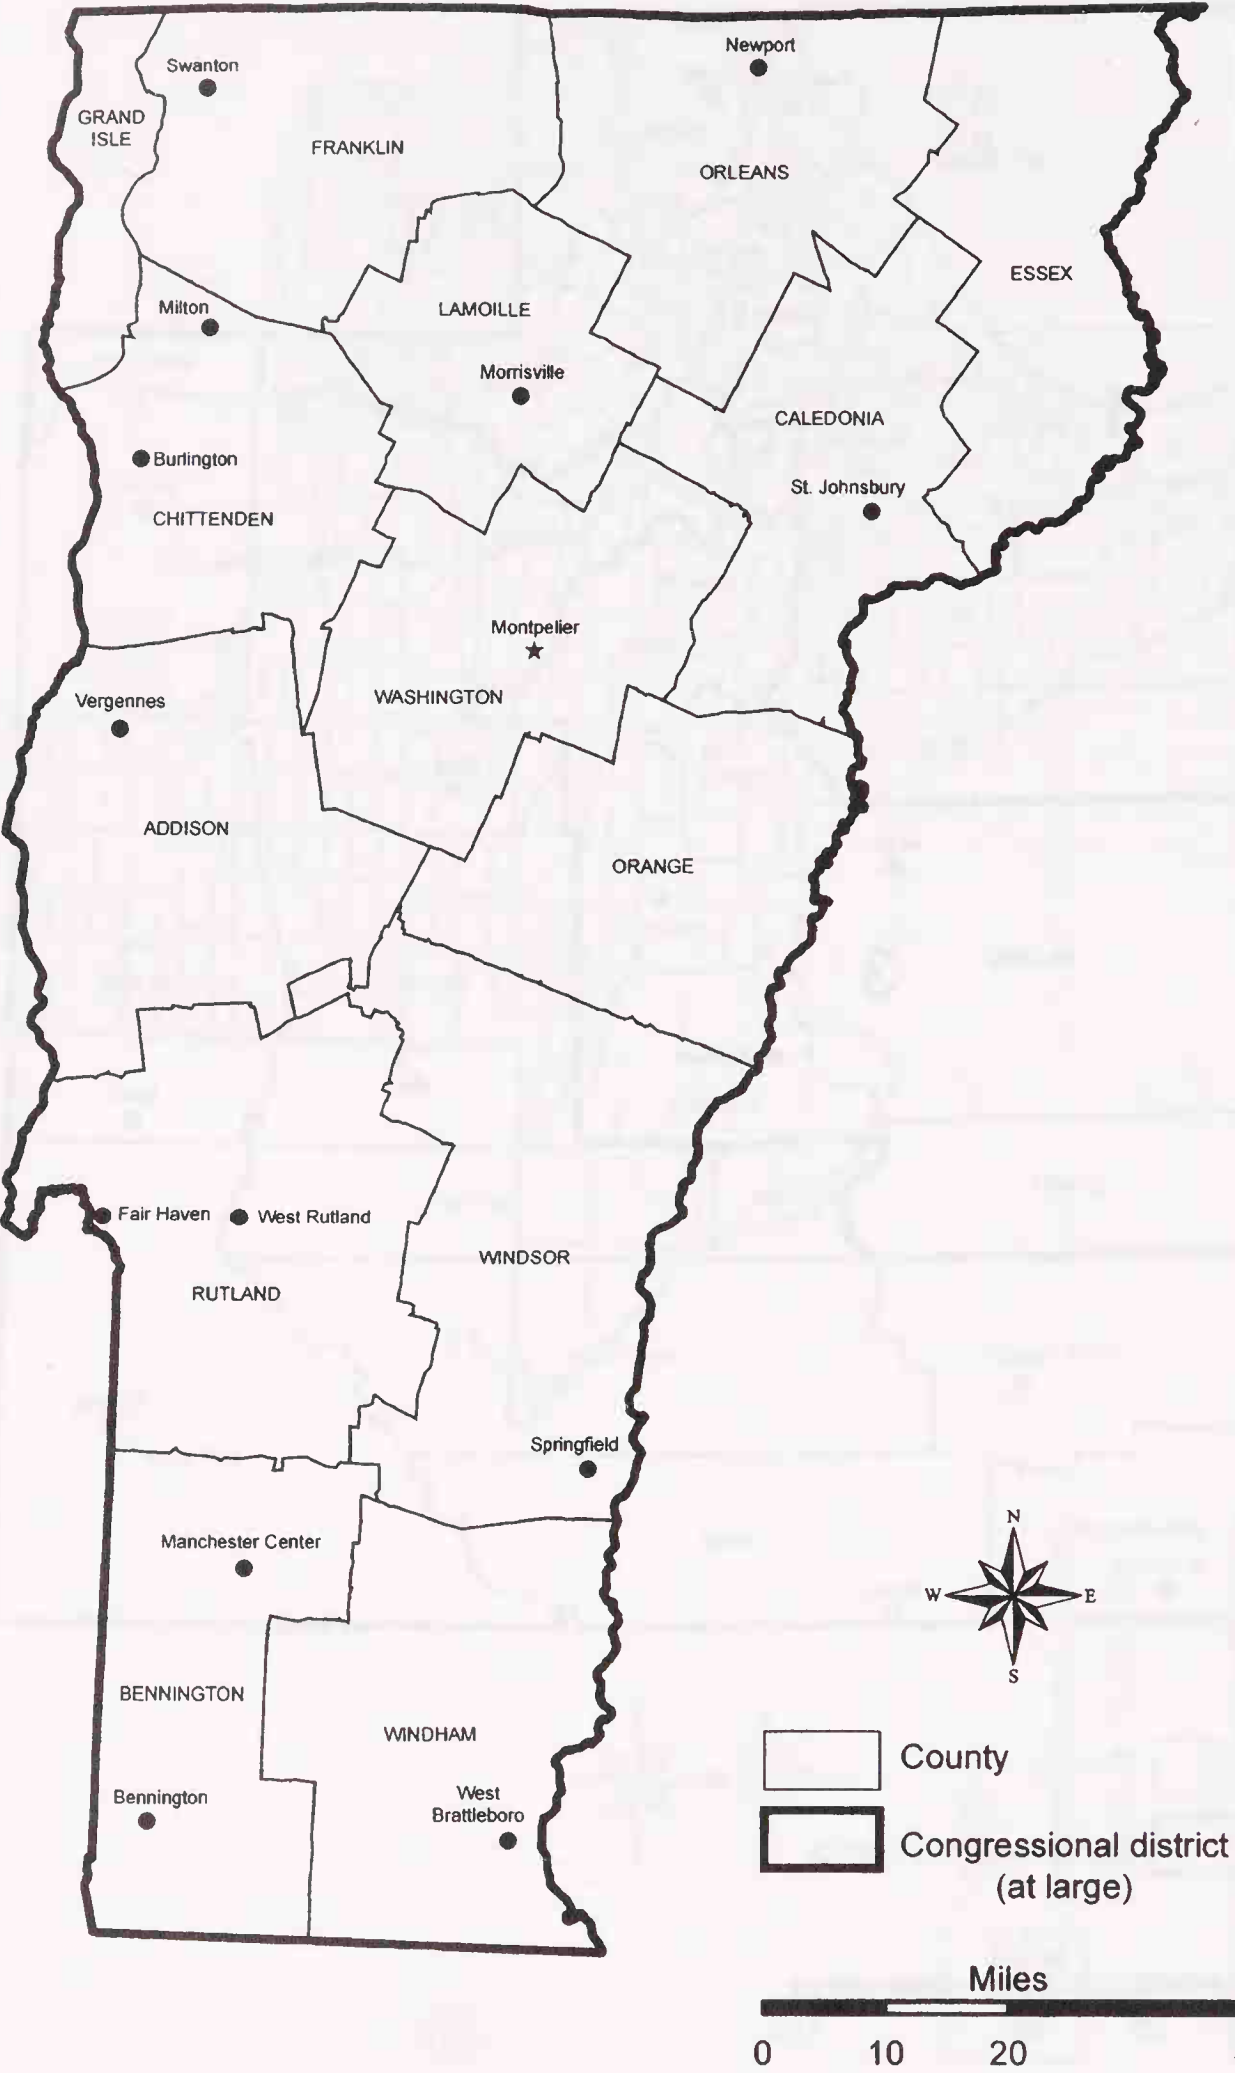 Newport
Swanton
GRAND
ISLE
FRANKLIN
ORLEANS
ESSEX
Milton
LAMOILLE
Morrisville
CALEDONIA
Burlington
St. Johnsbury
CHITTENDEN
Montpelier
WASHINGTON
Vergennes
ADDISON
ORANGE
Fair Haven
West Rutland
WINDSOR
RUTLAND
Springfield
Manchester Center
N
W
E
S
BENNINGTON
WINDHAM
County
Bennington
West
Brattleboro
Congressional district
(at large)
Miles
0 10 20